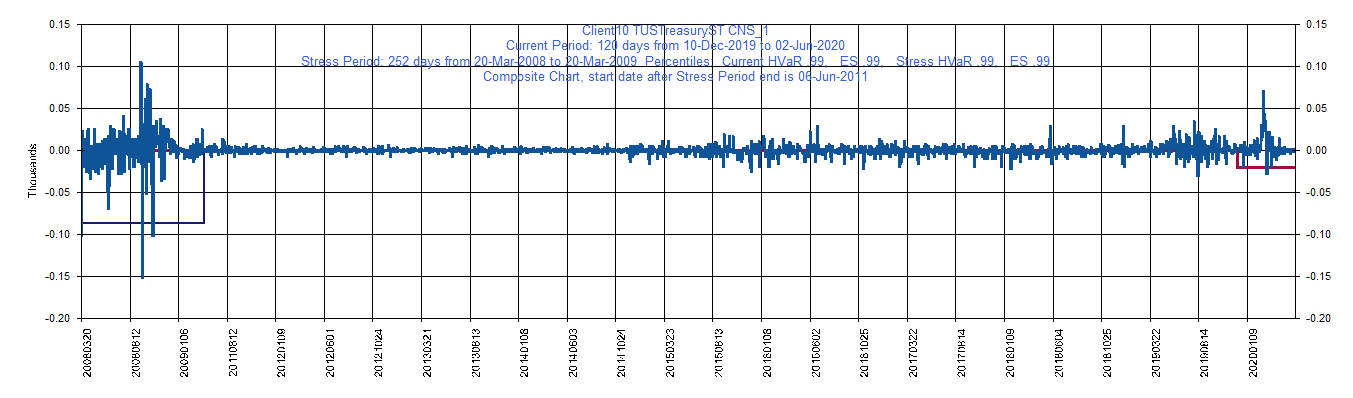 Client10 TUSTreasuryST CNS_1
Current Period: 120 days from 10-Dec-2019 to 02-Jun-2020
Stress Period: 252 days from 20-Mar-2008 to 20-Mar-2009 Percentiles: Current HVaR .99, ES .99, Stress HVaR .99, ES .99
Composite Chart, start date after Stress Period end is 06-Jun-2011
0.15 0.15
0.10 0.10
0.05 0.05
0.00 0.00
-0.05 -0.05
-0.10 -0.10
-0.15 -0.15
-0.20 -0.20
Thousands
20080320 20080812 20090106 20110812 20120109 20120601 20121024 20130321 20130813 20140108 20140603 20141024 20150323 20150813 20160108 20160602 20161025 20170322 20170814 20180109 20180604 20181025 20190322 20190814 20200109